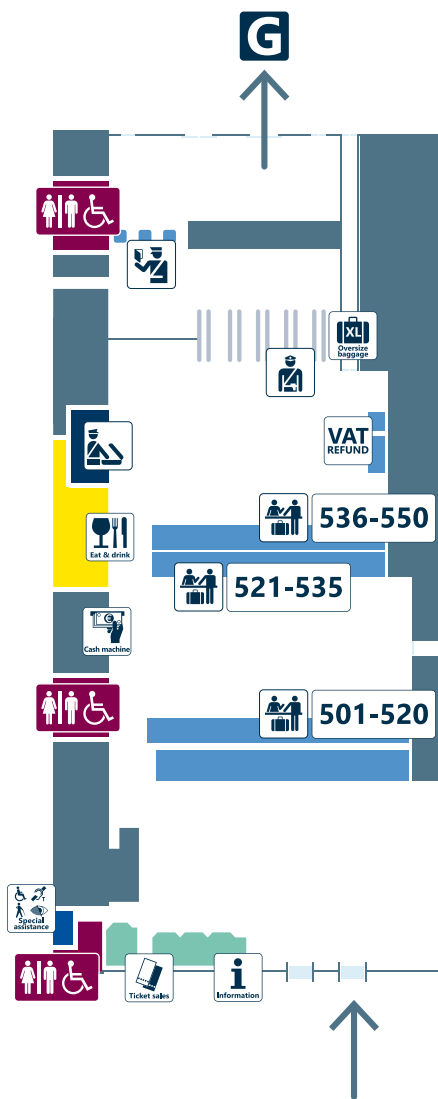 G
XL
Oversize
baggage
VAT
REFUND
536-550
Eat & drink
521-535
Cash machine
501-520
T
Special
assistance
Ticket sales
Information